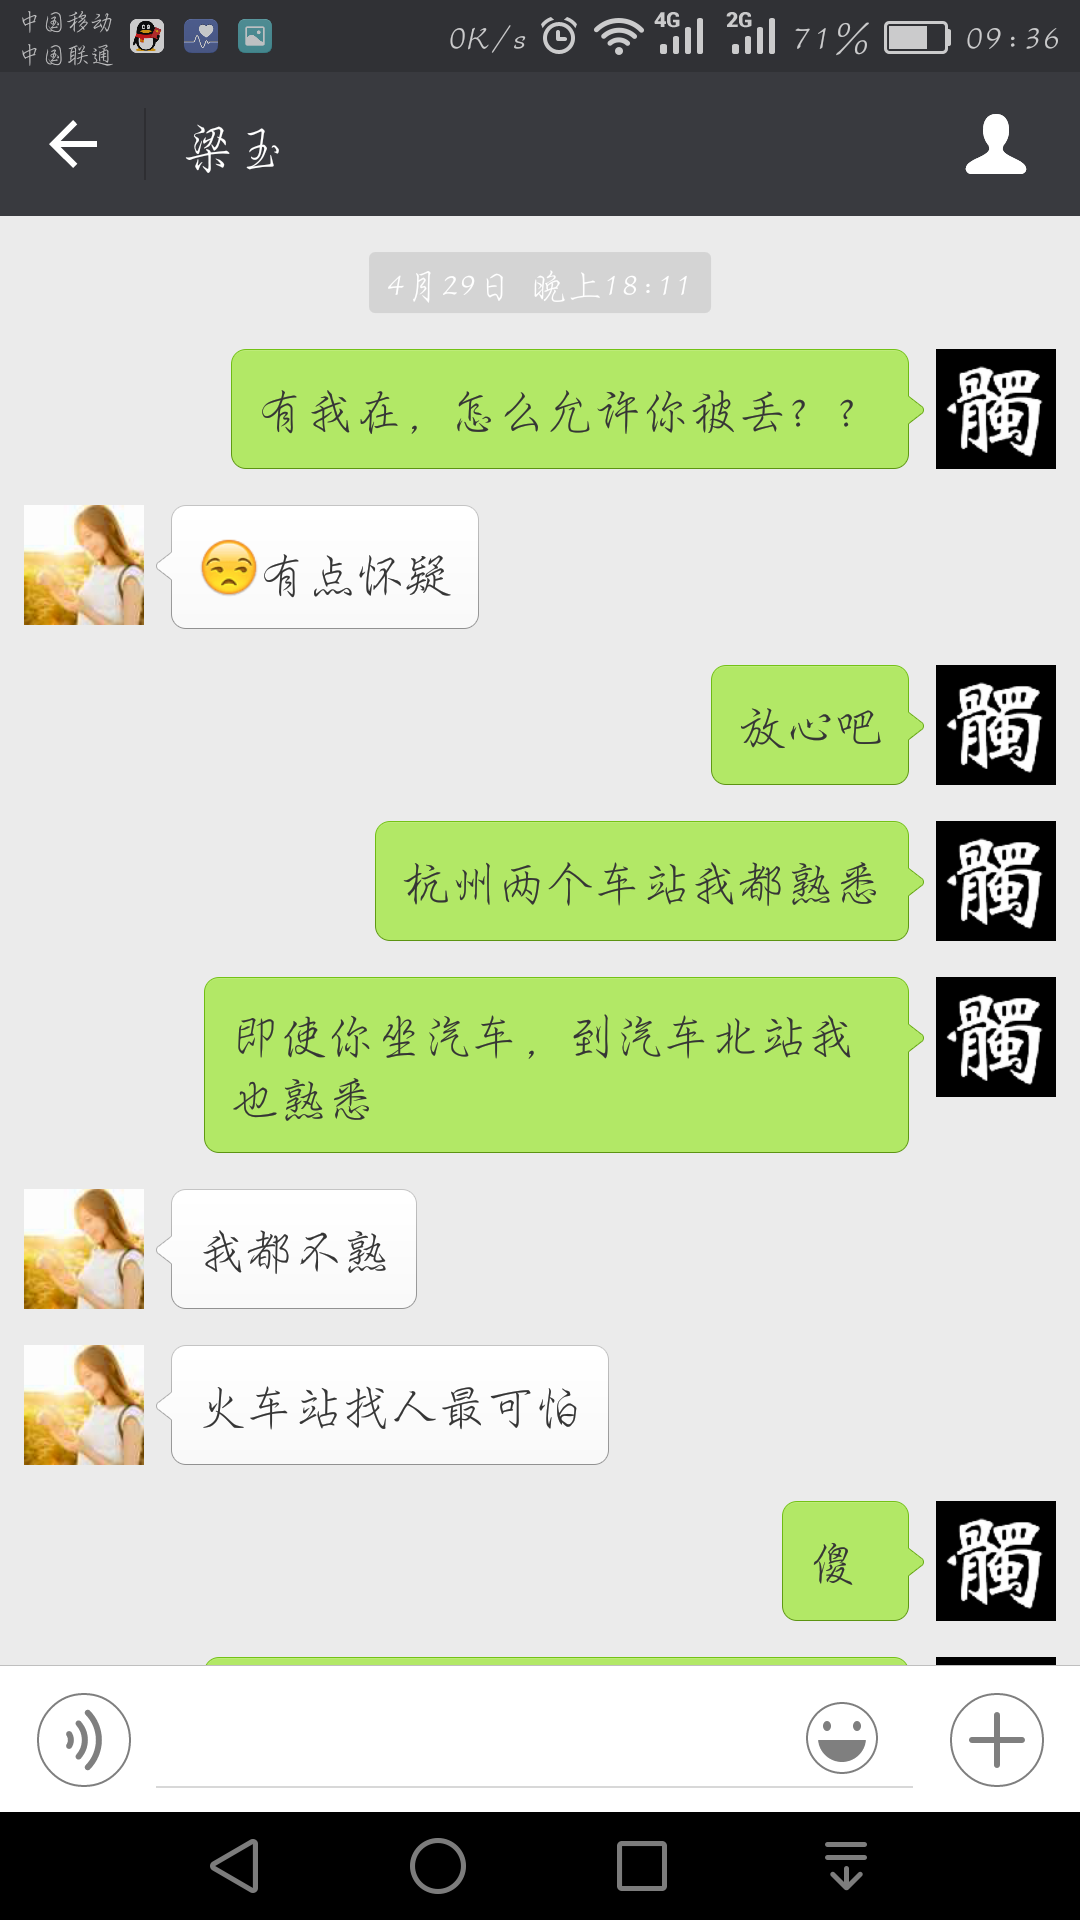 中国移动
中国联通
0K/s 4G 2G 71% 09:36
梁玉
4月29日 晚上18:11
有我在，怎么允许你被丢？？
髑
有点怀疑
放心吧
髑
杭州两个车站我都熟悉
髑
即使你坐汽车，到汽车北站我
也熟悉
髑
我都不熟
火车站找人最可怕
傻
髑